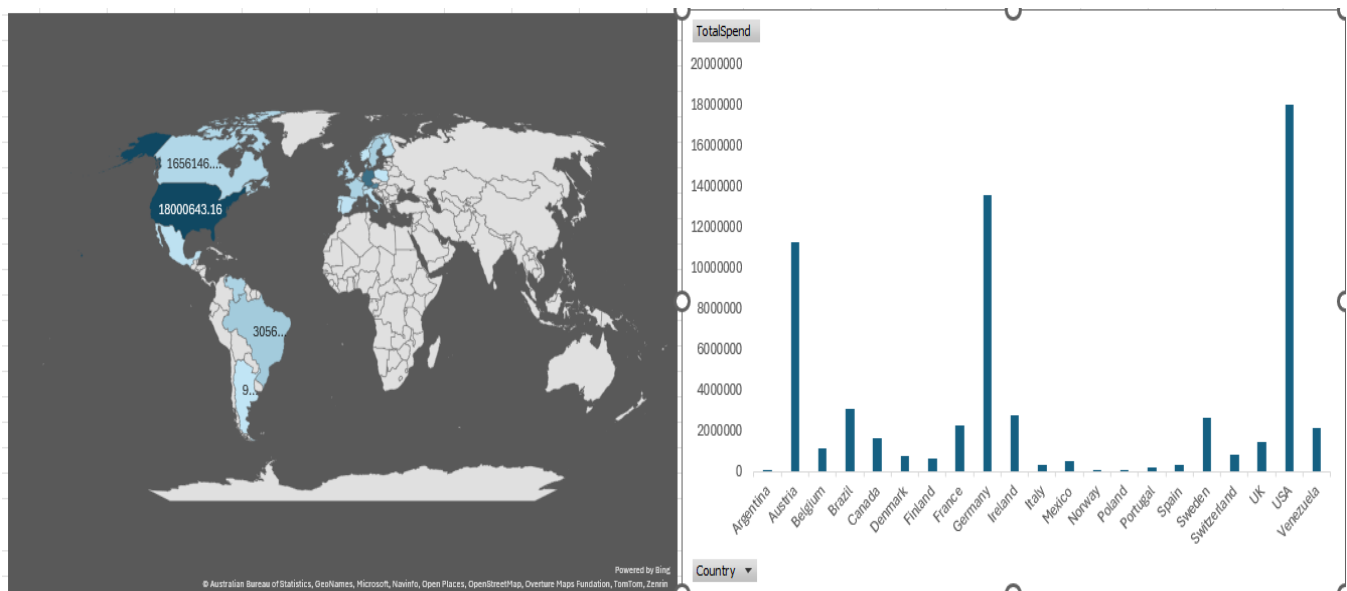 1656146....
18000643.16
3056...
9...
Powered by Bing
© Australian Bureau of Statistics, GeoNames, Microsoft, Navinfo, Open Places, OpenStreetMap, Overture Maps Fundation, TomTom, Zenrin
TotalSpend
20000000
18000000
16000000
14000000
12000000
10000000
8000000
6000000
4000000
2000000
0
Argentina
Austria
Belgium
Brazil
Canada
Denmark
Finland
France
Germany
Ireland
Italy
Mexico
Norway
Poland
Portugal
Spain
Sweden
Switzerland
UK
USA
Venezuela
Country